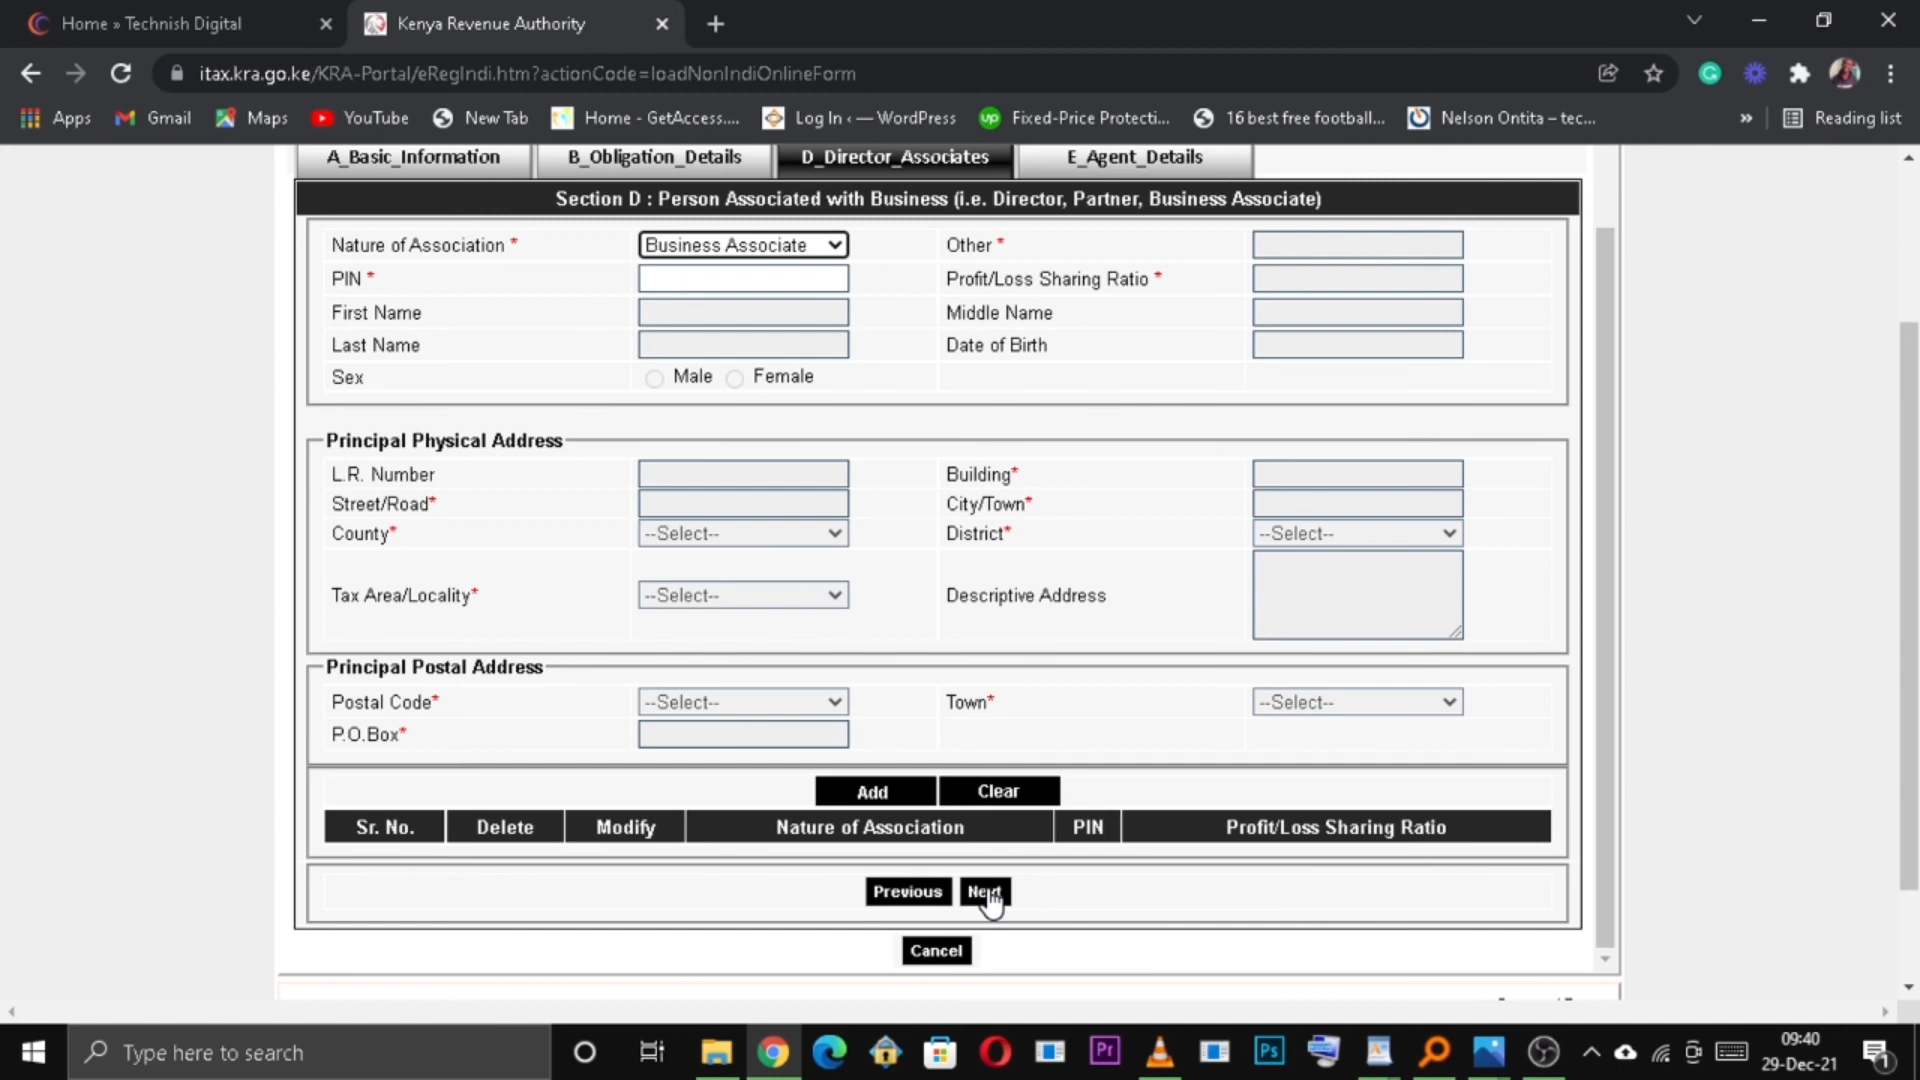 Home » Technish Digital
Kenya Revenue Authority
itax.kra.go.ke/KRA-Portal/eRegIndi.htm?actionCode=loadNonIndiOnlineForm
Apps Gmail Maps YouTube New Tab Home - GetAccess.... Log In ‹ — WordPress Fixed-Price Protecti... 16 best free football... Nelson Ontita – tec... » Reading list
A_Basic_Information B_Obligation_Details D_Director_Associates E_Agent_Details
Section D : Person Associated with Business (i.e. Director, Partner, Business Associate)
Nature of Association * Business Associate Other *
PIN * Profit/Loss Sharing Ratio *
First Name Middle Name
Last Name Date of Birth
Sex Male Female
Principal Physical Address
L.R. Number Building*
Street/Road* City/Town*
County* --Select-- District* --Select--
Tax Area/Locality* --Select-- Descriptive Address
Principal Postal Address
Postal Code* --Select-- Town* --Select--
P.O.Box*
Add Clear
Sr. No. Delete Modify Nature of Association PIN Profit/Loss Sharing Ratio
Previous Next
Cancel
Type here to search
Pr
Ps
09:40
29-Dec-21
1